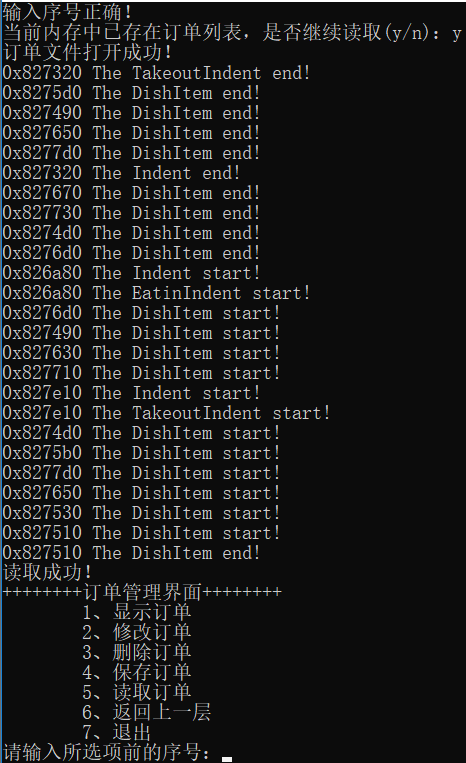 输入序号正确！
当前内存中已存在订单列表，是否继续读取(y/n)：y
订单文件打开成功！
0x827320 The TakeoutIndent end!
0x8275d0 The DishItem end!
0x827490 The DishItem end!
0x827650 The DishItem end!
0x8277d0 The DishItem end!
0x827320 The Indent end!
0x827670 The DishItem end!
0x827730 The DishItem end!
0x8274d0 The DishItem end!
0x8276d0 The DishItem end!
0x826a80 The Indent start!
0x826a80 The EatinIndent start!
0x8276d0 The DishItem start!
0x827490 The DishItem start!
0x827630 The DishItem start!
0x827710 The DishItem start!
0x827e10 The Indent start!
0x827e10 The TakeoutIndent start!
0x8274d0 The DishItem start!
0x8275b0 The DishItem start!
0x8277d0 The DishItem start!
0x827650 The DishItem start!
0x827530 The DishItem start!
0x827510 The DishItem start!
0x827510 The DishItem end!
读取成功！
++++++++订单管理界面++++++++
1、显示订单
2、修改订单
3、删除订单
4、保存订单
5、读取订单
6、返回上一层
7、退出
请输入所选项前的序号：